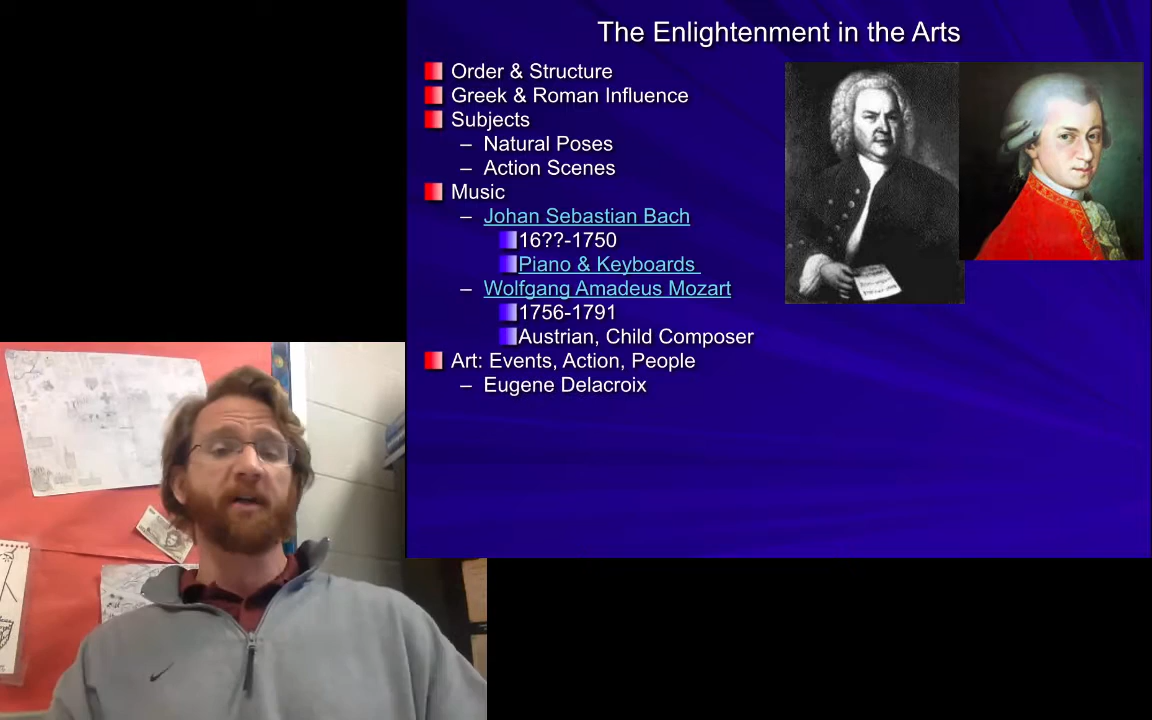 The Enlightenment in the Arts
Order & Structure
Greek & Roman Influence
Subjects
– Natural Poses
– Action Scenes
Music
– Johan Sebastian Bach
16??-1750
Piano & Keyboards
– Wolfgang Amadeus Mozart
1756-1791
Austrian, Child Composer
Art: Events, Action, People
– Eugene Delacroix